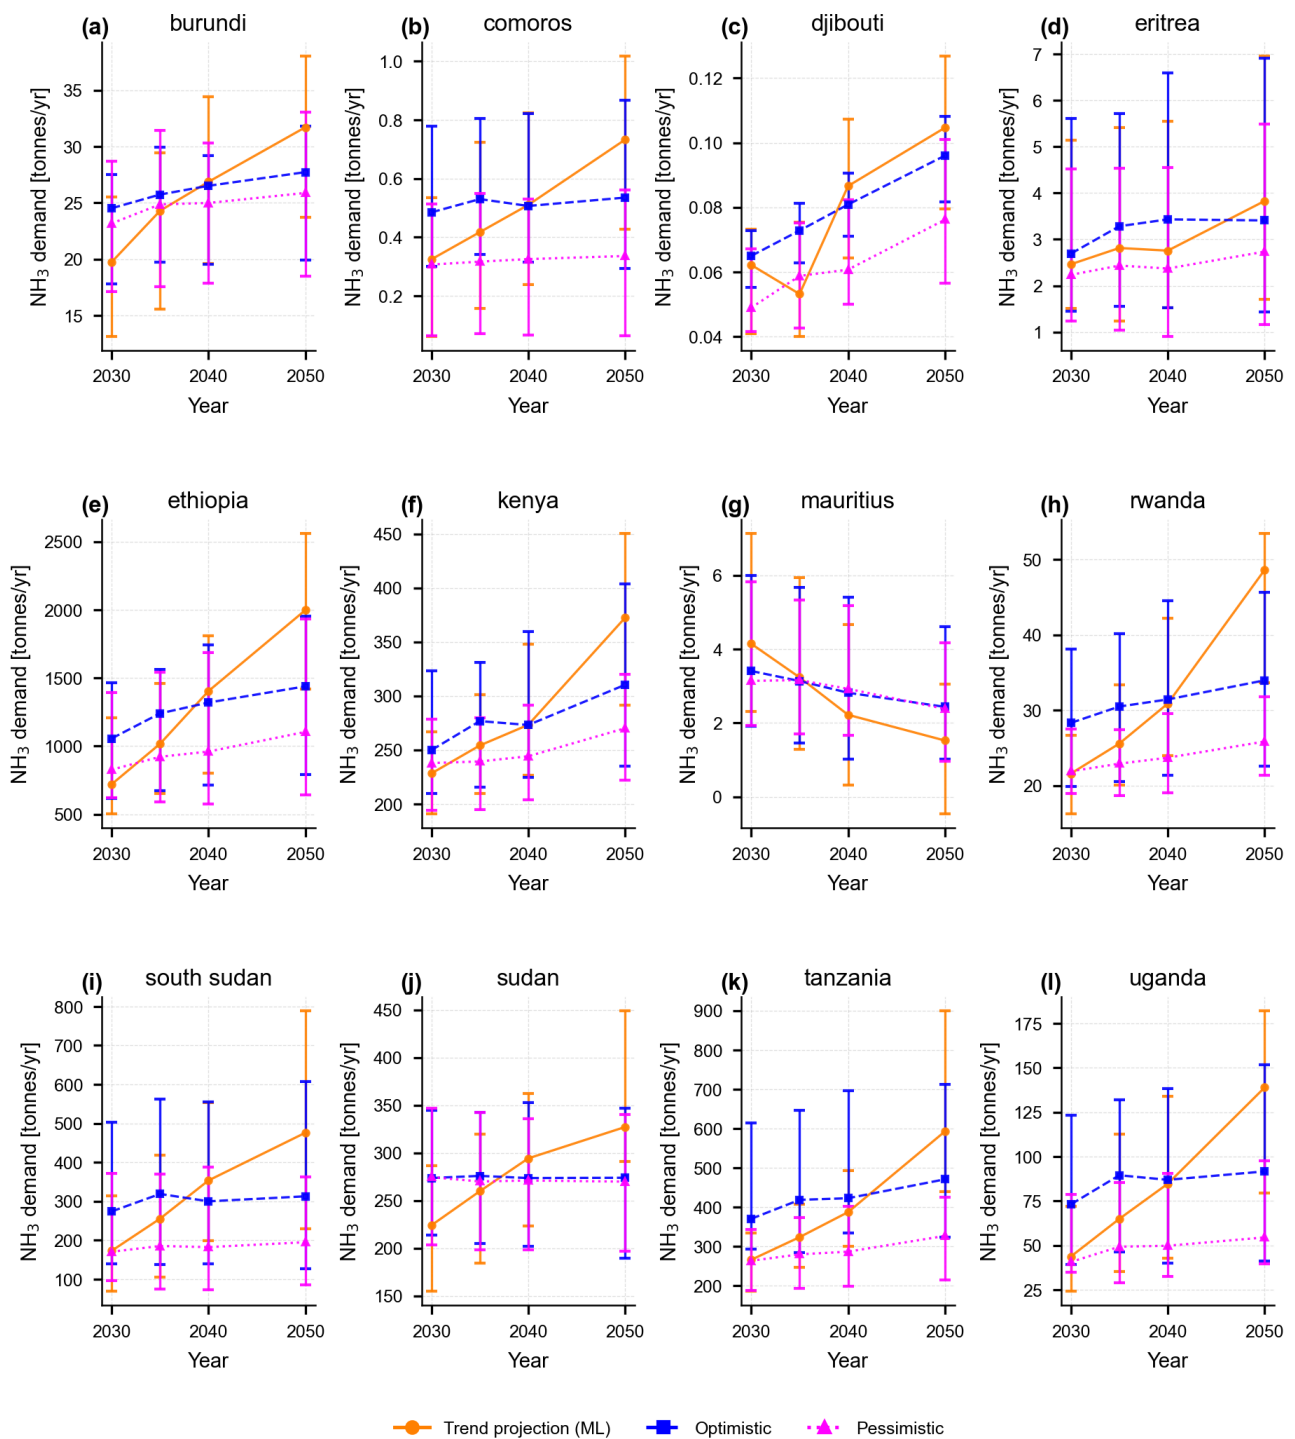 (a) burundi
NH₃ demand [tonnes/yr]
35
30
25
20
15
2030 2040 2050
Year
(b) comoros
NH₃ demand [tonnes/yr]
1.0
0.8
0.6
0.4
0.2
2030 2040 2050
Year
(c) djibouti
NH₃ demand [tonnes/yr]
0.12
0.10
0.08
0.06
0.04
2030 2040 2050
Year
(d) eritrea
NH₃ demand [tonnes/yr]
7
6
5
4
3
2
1
2030 2040 2050
Year
(e) ethiopia
NH₃ demand [tonnes/yr]
2500
2000
1500
1000
500
2030 2040 2050
Year
(f) kenya
NH₃ demand [tonnes/yr]
450
400
350
300
250
200
2030 2040 2050
Year
(g) mauritius
NH₃ demand [tonnes/yr]
6
4
2
0
2030 2040 2050
Year
(h) rwanda
NH₃ demand [tonnes/yr]
50
40
30
20
2030 2040 2050
Year
(i) south sudan
NH₃ demand [tonnes/yr]
800
700
600
500
400
300
200
100
2030 2040 2050
Year
(j) sudan
NH₃ demand [tonnes/yr]
450
400
350
300
250
200
150
2030 2040 2050
Year
(k) tanzania
NH₃ demand [tonnes/yr]
900
800
700
600
500
400
300
200
2030 2040 2050
Year
(l) uganda
NH₃ demand [tonnes/yr]
175
150
125
100
75
50
25
2030 2040 2050
Year
Trend projection (ML) Optimistic Pessimistic